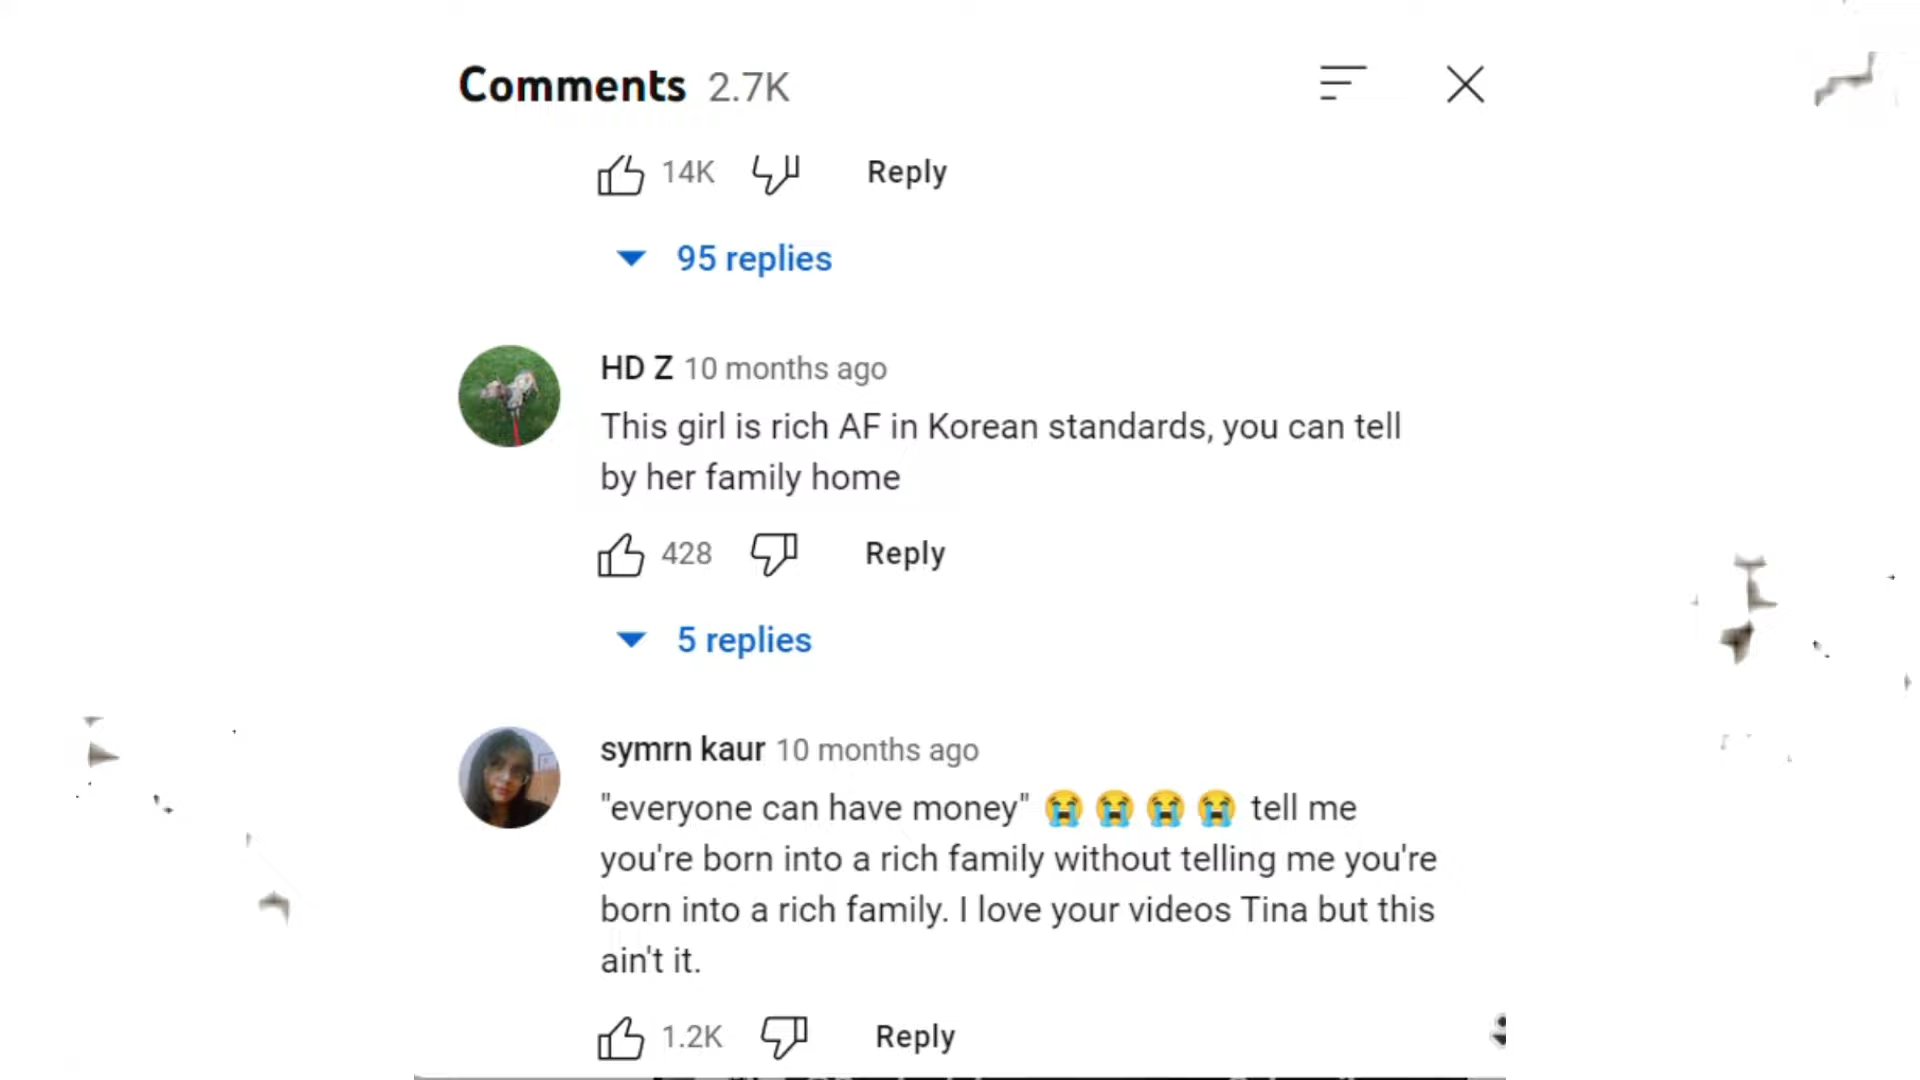 Comments 2.7K
14K Reply
95 replies
HD Z 10 months ago
This girl is rich AF in Korean standards, you can tell
by her family home
428 Reply
5 replies
symrn kaur 10 months ago
"everyone can have money" 😭😭😭😭 tell me
you're born into a rich family without telling me you're
born into a rich family. I love your videos Tina but this
ain't it.
1.2K Reply